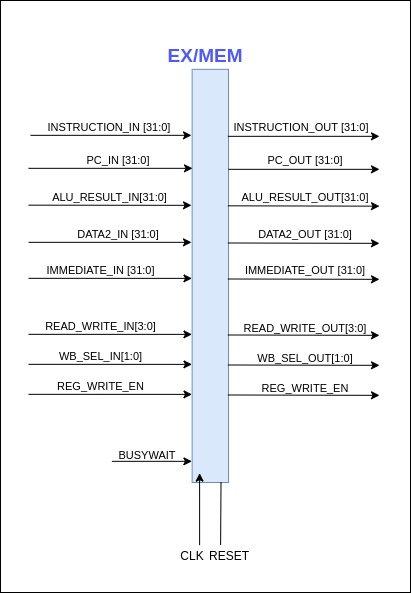 EX/MEM
INSTRUCTION_IN [31:0] INSTRUCTION_OUT [31:0]
PC_IN [31:0] PC_OUT [31:0]
ALU_RESULT_IN[31:0] ALU_RESULT_OUT[31:0]
DATA2_IN [31:0] DATA2_OUT [31:0]
IMMEDIATE_IN [31:0] IMMEDIATE_OUT [31:0]
READ_WRITE_IN[3:0] READ_WRITE_OUT[3:0]
WB_SEL_IN[1:0] WB_SEL_OUT[1:0]
REG_WRITE_EN REG_WRITE_EN
BUSYWAIT
CLK RESET